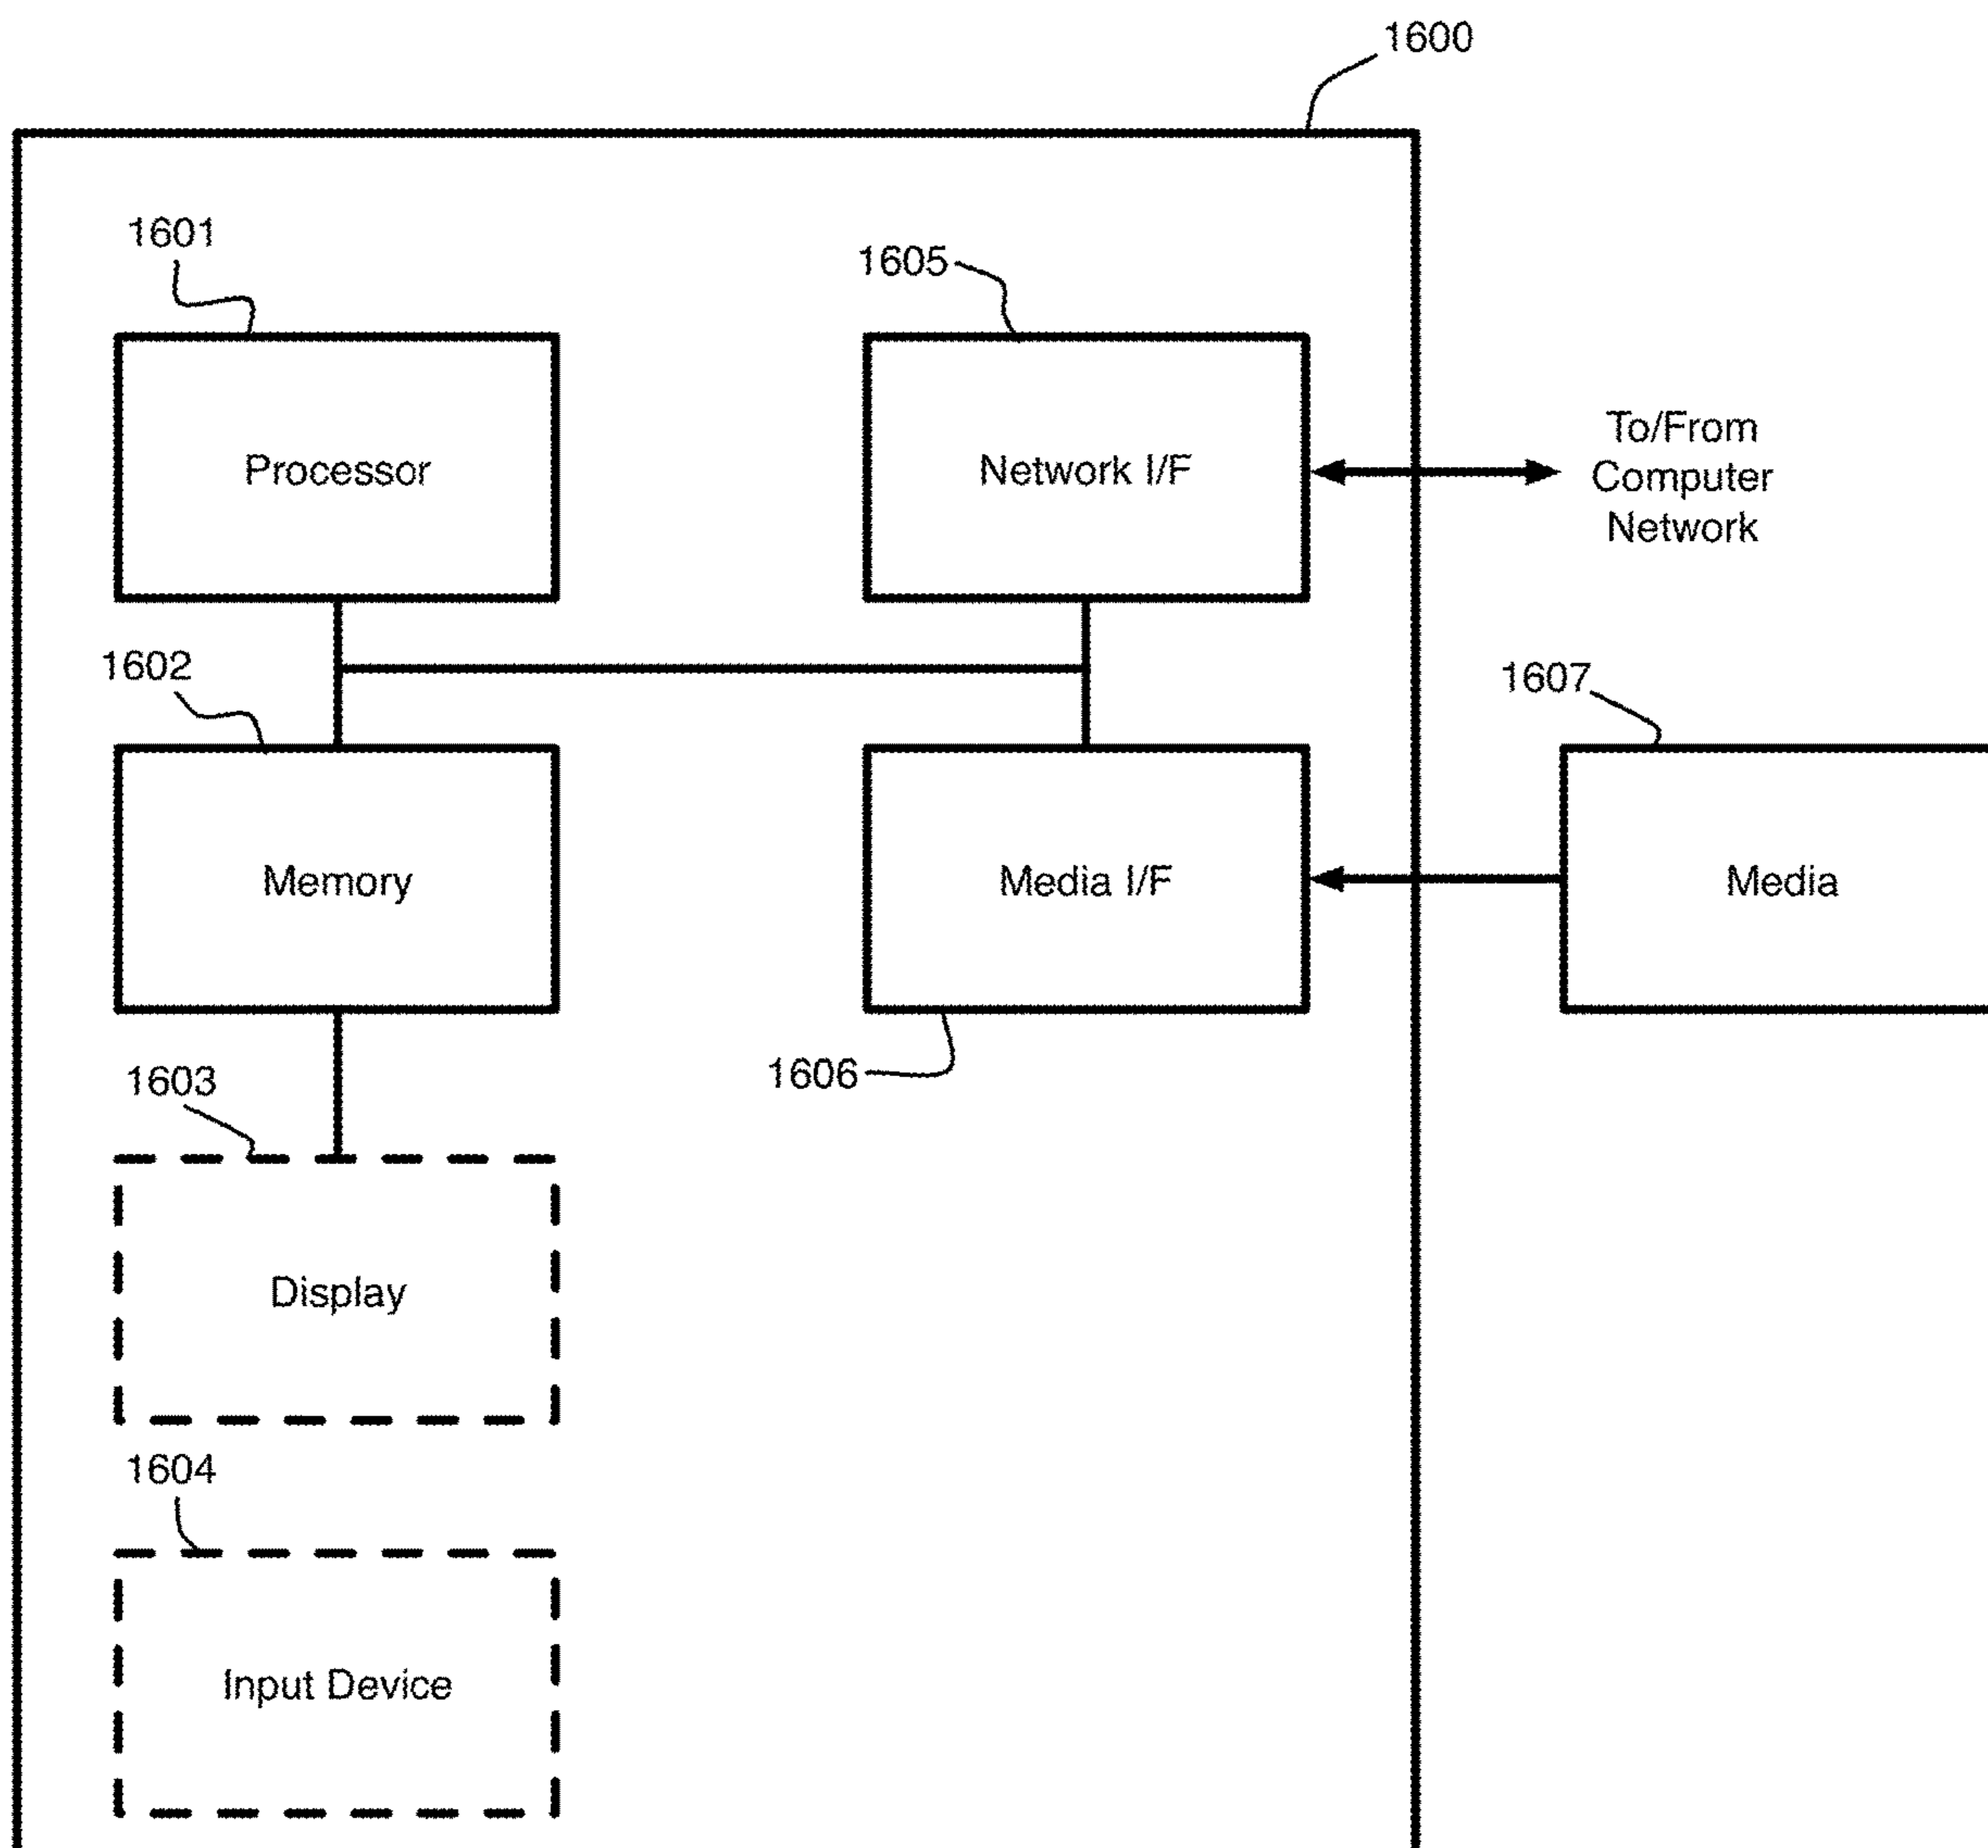 1600
1601
1605
Processor
Network I/F
To/From
Computer
Network
1602
1607
Memory
Media I/F
Media
1603
1606
Display
1604
Input Device